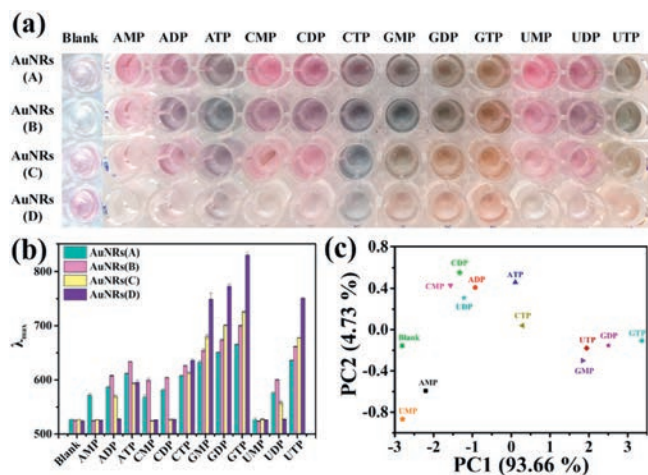 (a)
Blank AMP ADP ATP CMP CDP CTP GMP GDP GTP UMP UDP UTP
AuNRs
(A)
AuNRs
(B)
AuNRs
(C)
AuNRs
(D)
(b)
AuNRs(A)
AuNRs(B)
AuNRs(C)
AuNRs(D)
800
700
600
500
λmax
Blank AMP ADP ATP CMP CDP CTP GMP GDP GTP UMP UDP UTP
(c)
0.8
0.4
0.0
-0.4
-0.8
PC2 (4.73 %)
CDP
ADP
ATP
CMP
UDP
CTP
Blank
UTP
GDP
GTP
GMP
AMP
UMP
-3 -2 -1 0 1 2 3
PC1 (93.66 %)